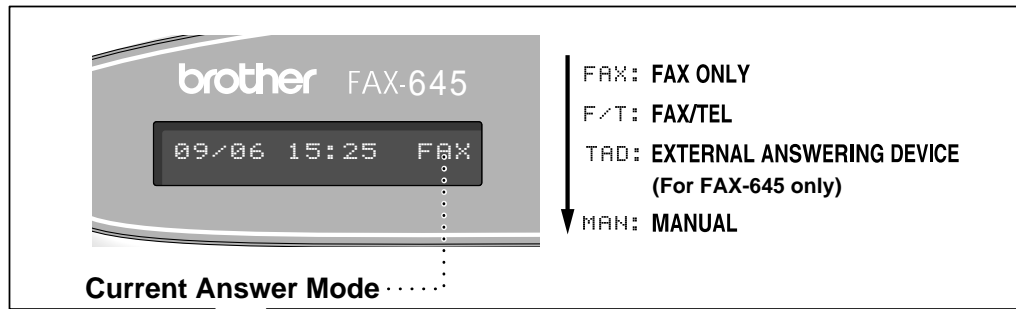 brother FAX-645
09/06 15:25 FAX
Current Answer Mode
FAX: FAX ONLY
F/T: FAX/TEL
TAD: EXTERNAL ANSWERING DEVICE
(For FAX-645 only)
MAN: MANUAL